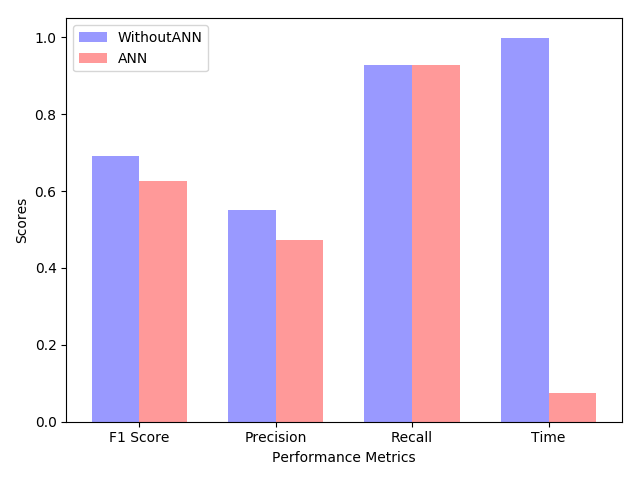 WithoutANN
ANN
1.0
0.8
0.6
0.4
0.2
0.0
Scores
F1 Score Precision Recall Time
Performance Metrics